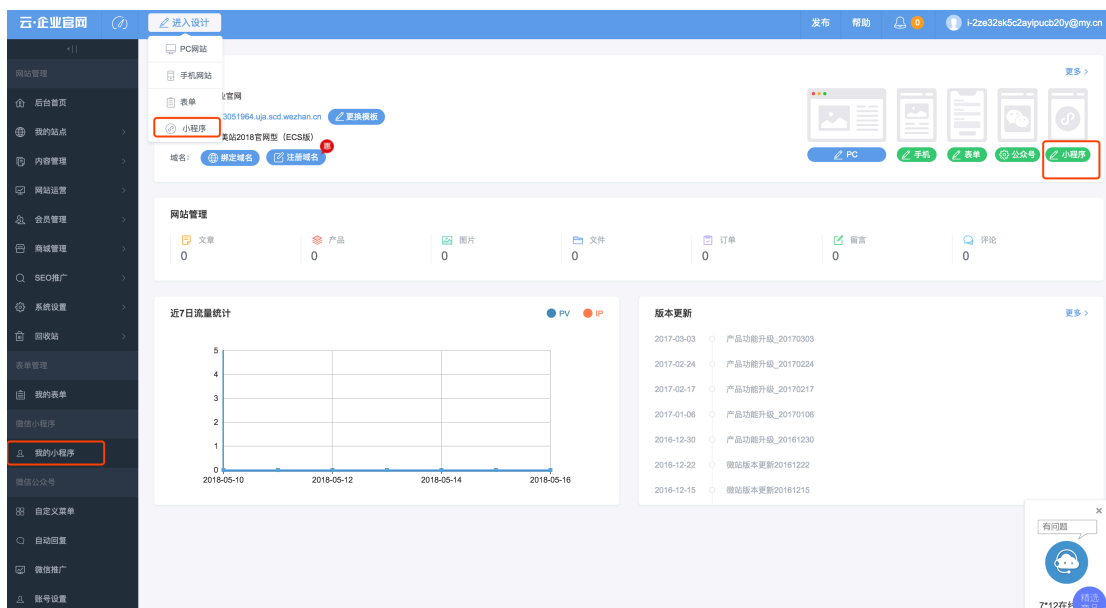 云·企业官网
进入设计
发布 帮助 0 i-2ze32sk5c2ayipucb20y@my.cn
PC网站
手机网站
表单
小程序
网站管理
后台首页
我的站点
内容管理
网站运营
会员管理
商城管理
SEO推广
系统设置
回收站
表单管理
我的表单
微信小程序
我的小程序
微信公众号
自定义菜单
自动回复
微信推广
账号设置
更多 >
官网
3051964.uja.scd.wezhan.cn 更换模板
美站2018官网型（ECS版）
域名： 绑定域名 注册域名 惠
PC 手机 表单 公众号 小程序
网站管理
文章 产品 图片 文件 订单 留言 评论
0 0 0 0 0 0 0
近7日流量统计
PV IP
5
4
3
2
1
0
2018-05-10 2018-05-12 2018-05-14 2018-05-16
版本更新 更多 >
2017-03-03 产品功能升级_20170303
2017-02-24 产品功能升级_20170224
2017-02-17 产品功能升级_20170217
2017-01-06 产品功能升级_20170106
2016-12-30 产品功能升级_20161230
2016-12-22 微站版本更新20161222
2016-12-15 微站版本更新20161215
有问题
7*12在线
精选